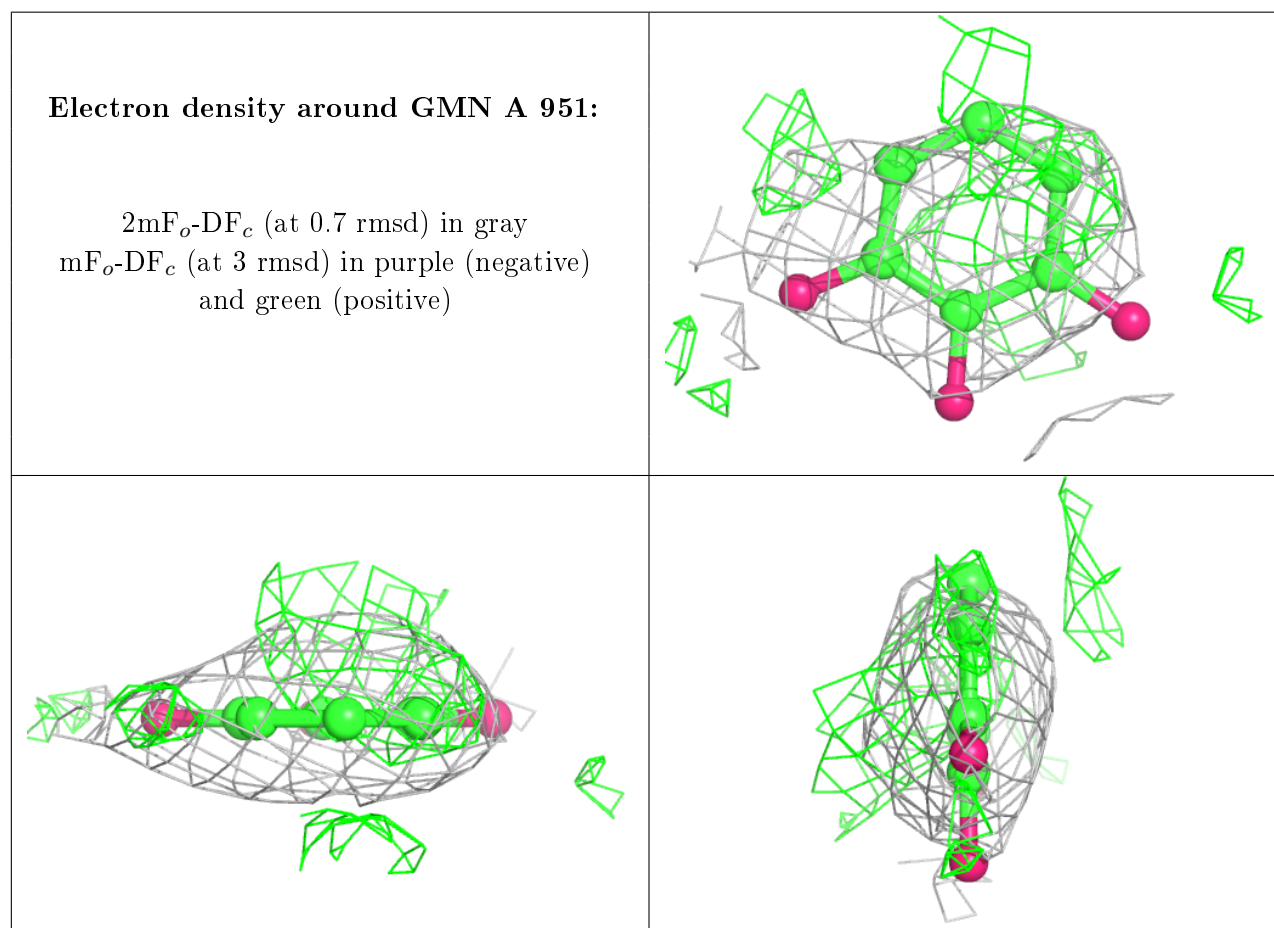 Electron density around GMN A 951:
2mFₒ-DF𝒸 (at 0.7 rmsd) in gray
mFₒ-DF𝒸 (at 3 rmsd) in purple (negative)
and green (positive)